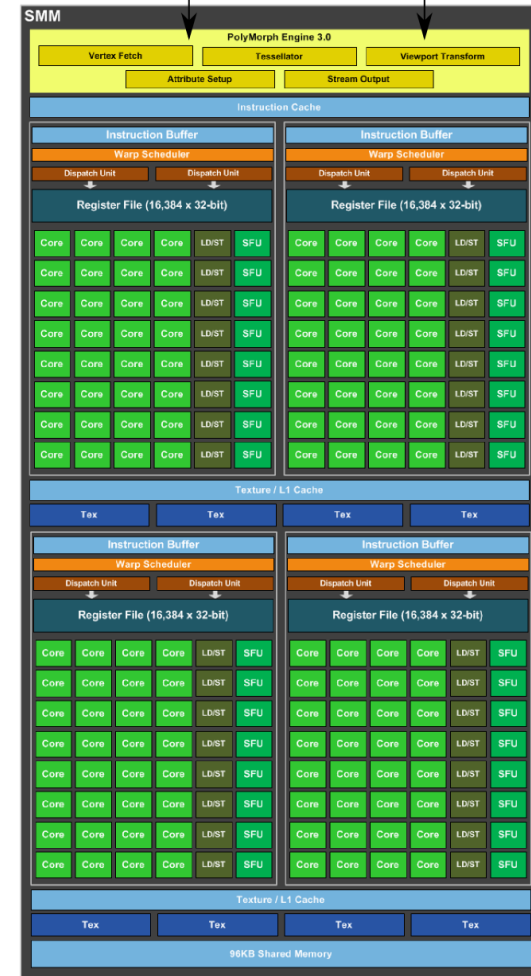 SMM
PolyMorph Engine 3.0
Vertex Fetch Tessellator Viewport Transform
Attribute Setup Stream Output
Instruction Cache
Instruction Buffer Instruction Buffer
Warp Scheduler Warp Scheduler
Dispatch Unit Dispatch Unit Dispatch Unit Dispatch Unit
Register File (16,384 x 32-bit) Register File (16,384 x 32-bit)
Core Core Core Core LD/ST SFU Core Core Core Core LD/ST SFU
Core Core Core Core LD/ST SFU Core Core Core Core LD/ST SFU
Core Core Core Core LD/ST SFU Core Core Core Core LD/ST SFU
Core Core Core Core LD/ST SFU Core Core Core Core LD/ST SFU
Core Core Core Core LD/ST SFU Core Core Core Core LD/ST SFU
Core Core Core Core LD/ST SFU Core Core Core Core LD/ST SFU
Core Core Core Core LD/ST SFU Core Core Core Core LD/ST SFU
Core Core Core Core LD/ST SFU Core Core Core Core LD/ST SFU
Texture / L1 Cache
Tex Tex Tex Tex
Instruction Buffer Instruction Buffer
Warp Scheduler Warp Scheduler
Dispatch Unit Dispatch Unit Dispatch Unit Dispatch Unit
Register File (16,384 x 32-bit) Register File (16,384 x 32-bit)
Core Core Core Core LD/ST SFU Core Core Core Core LD/ST SFU
Core Core Core Core LD/ST SFU Core Core Core Core LD/ST SFU
Core Core Core Core LD/ST SFU Core Core Core Core LD/ST SFU
Core Core Core Core LD/ST SFU Core Core Core Core LD/ST SFU
Core Core Core Core LD/ST SFU Core Core Core Core LD/ST SFU
Core Core Core Core LD/ST SFU Core Core Core Core LD/ST SFU
Core Core Core Core LD/ST SFU Core Core Core Core LD/ST SFU
Core Core Core Core LD/ST SFU Core Core Core Core LD/ST SFU
Texture / L1 Cache
Tex Tex Tex Tex
96KB Shared Memory